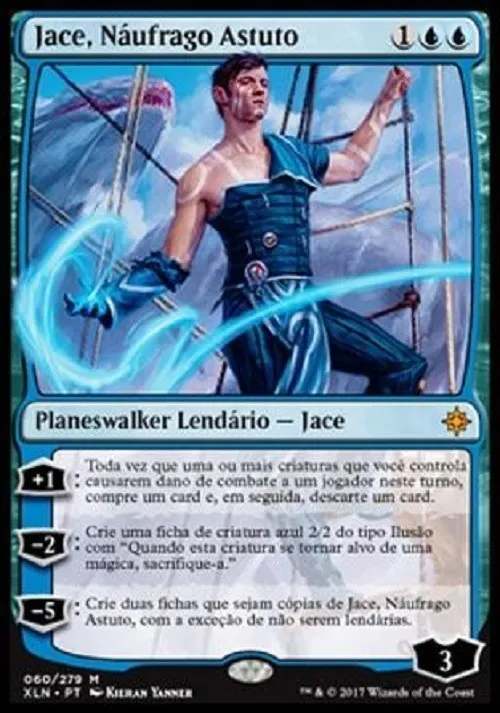 Jace, Náufrago Astuto 1
Planeswalker Lendário — Jace
+1: Toda vez que uma ou mais criaturas que você controla
causarem dano de combate a um jogador neste turno,
compre um card e, em seguida, descarte um card.
-2: Crie uma ficha de criatura azul 2/2 do tipo Ilusão
com “Quando esta criatura se tornar alvo de uma
mágica, sacrifique-a.”
-5: Crie duas fichas que sejam cópias de Jace, Náufrago
Astuto, com a exceção de não serem lendárias.
3
060/279 M
XLN • PT Kieran Yanner
™ & © 2017 Wizards of the Coast